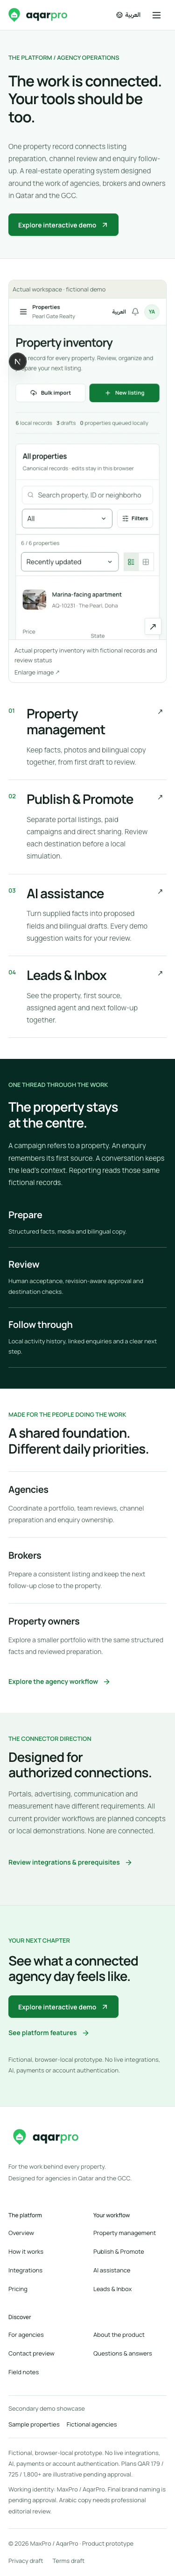 aqarpro
العربية
THE PLATFORM / AGENCY OPERATIONS
The work is connected.
Your tools should be
too.
One property record connects listing
preparation, channel review and enquiry follow-
up. A real-estate operating system designed
around the work of agencies, brokers and owners
in Qatar and the GCC.
Explore interactive demo
Actual workspace · fictional demo
Properties
Pearl Gate Realty
العربية
YA
Property inventory
record for every property. Review, organize and
prepare your next listing.
Bulk import
New listing
6 local records 3 drafts 0 properties queued locally
All properties
Canonical records · edits stay in this browser
Search property, ID or neighborho
All
Filters
6 / 6 properties
Recently updated
Marina-facing apartment
AQ-10231 · The Pearl, Doha
Price
State
Actual property inventory with fictional records and
review status
Enlarge image
01
Property
management
Keep facts, photos and bilingual copy
together, from first draft to review.
02
Publish & Promote
Separate portal listings, paid
campaigns and direct sharing. Review
each destination before a local
simulation.
03
AI assistance
Turn supplied facts into proposed
fields and bilingual drafts. Every demo
suggestion waits for your review.
04
Leads & Inbox
See the property, first source,
assigned agent and next follow-up
together.
ONE THREAD THROUGH THE WORK
The property stays
at the centre.
A campaign refers to a property. An enquiry
remembers its first source. A conversation keeps
the lead's context. Reporting reads those same
fictional records.
Prepare
Structured facts, media and bilingual copy.
Review
Human acceptance, revision-aware approval and
destination checks.
Follow through
Local activity history, linked enquiries and a clear next
step.
MADE FOR THE PEOPLE DOING THE WORK
A shared foundation.
Different daily priorities.
Agencies
Coordinate a portfolio, team reviews, channel
preparation and enquiry ownership.
Brokers
Prepare a consistent listing and keep the next
follow-up close to the property.
Property owners
Explore a smaller portfolio with the same structured
facts and reviewed preparation.
Explore the agency workflow
THE CONNECTOR DIRECTION
Designed for
authorized connections.
Portals, advertising, communication and
measurement have different requirements. All
current provider workflows are planned concepts
or local demonstrations. None are connected.
Review integrations & prerequisites
YOUR NEXT CHAPTER
See what a connected
agency day feels like.
Explore interactive demo
See platform features
Fictional, browser-local prototype. No live integrations,
AI, payments or account authentication.
aqarpro
For the work behind every property.
Designed for agencies in Qatar and the GCC.
The platform
Overview
How it works
Integrations
Pricing
Your workflow
Property management
Publish & Promote
AI assistance
Leads & Inbox
Discover
For agencies
Contact preview
Field notes
About the product
Questions & answers
Secondary demo showcase
Sample properties Fictional agencies
Fictional, browser-local prototype. No live integrations,
AI, payments or account authentication. Plans QAR 179 /
725 / 1,800+ are illustrative pending approval.
Working identity: MaxPro / AqarPro. Final brand naming is
pending approval. Arabic copy needs professional
editorial review.
© 2026 MaxPro / AqarPro · Product prototype
Privacy draft Terms draft